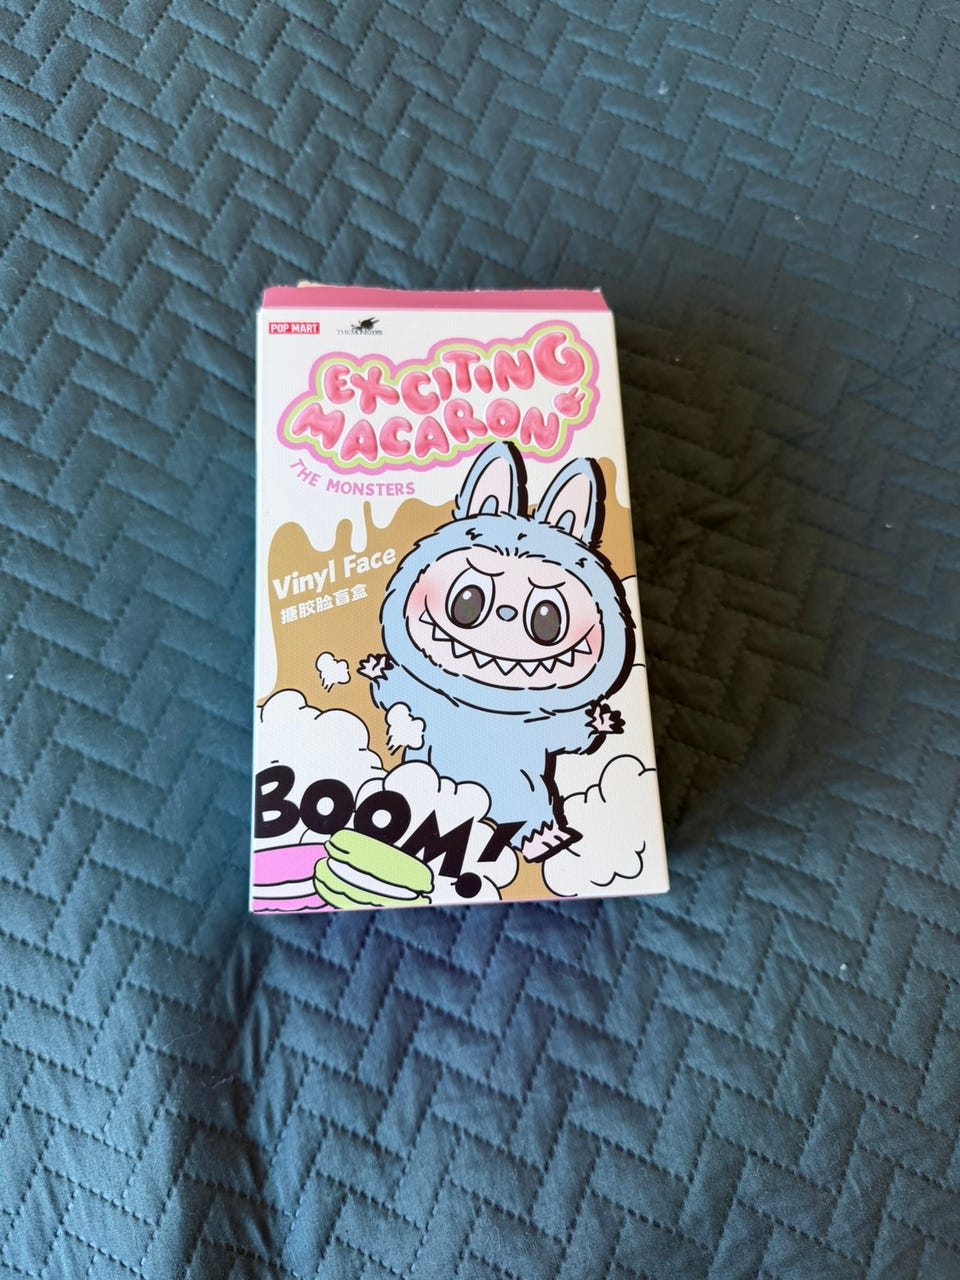 POP MART
THE MONSTERS
EXCITING
MACARON
THE MONSTERS
Vinyl Face
搪胶脸盲盒
BOOM!